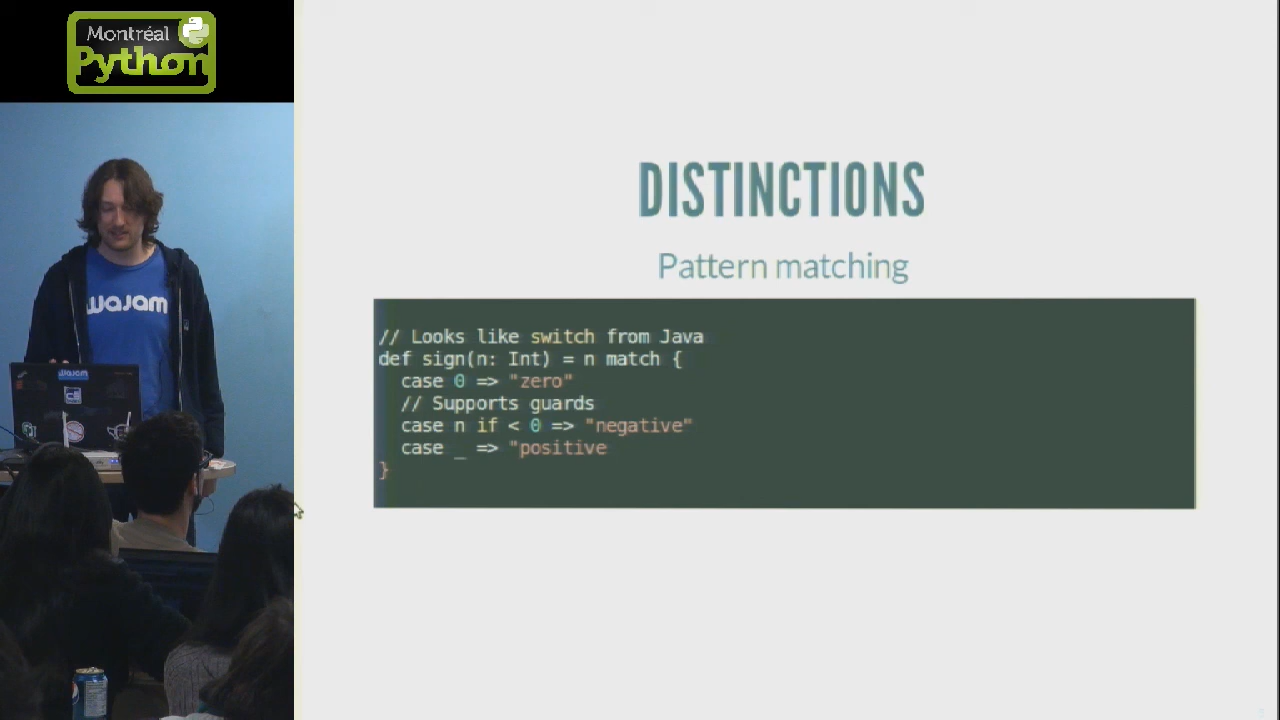 Montréal
Python
wajam
wajam
DISTINCTIONS
Pattern matching
// Looks like switch from Java
def sign(n: Int) = n match {
case 0 => "zero"
// Supports guards
case n if < 0 => "negative"
case _ => "positive
}